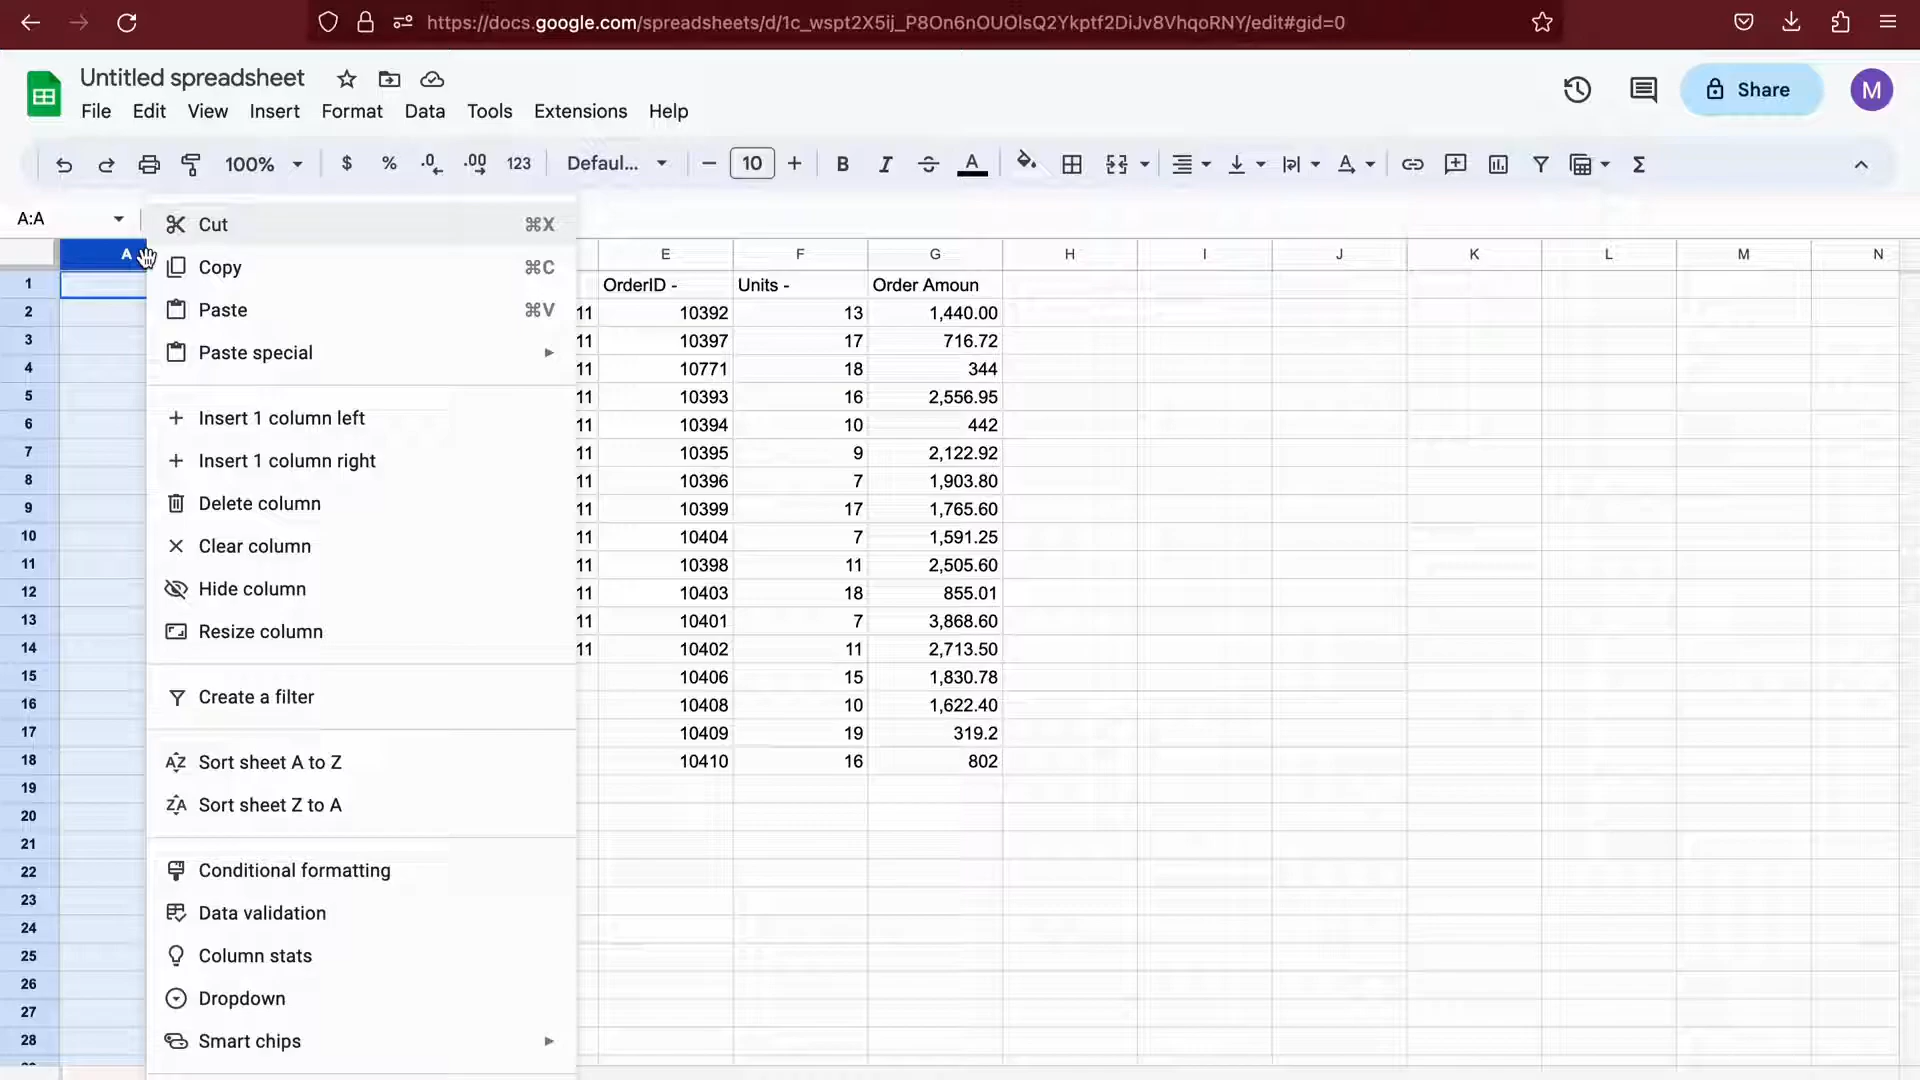 https://docs.google.com/spreadsheets/d/1c_wspt2X5ij_P8On6nOUOlsQ2Ykptf2DiJv8VhqoRNY/edit#gid=0
Untitled spreadsheet
File Edit View Insert Format Data Tools Extensions Help
Share
M
100% $ % .0 .00 123 Defaul... 10 B I A
A:A
A E F G H I J K L M N
Cut ⌘X
Copy ⌘C
Paste ⌘V
Paste special
Insert 1 column left
Insert 1 column right
Delete column
Clear column
Hide column
Resize column
Create a filter
Sort sheet A to Z
Sort sheet Z to A
Conditional formatting
Data validation
Column stats
Dropdown
Smart chips
1 OrderID - Units - Order Amoun
2 11 10392 13 1,440.00
3 11 10397 17 716.72
4 11 10771 18 344
5 11 10393 16 2,556.95
6 11 10394 10 442
7 11 10395 9 2,122.92
8 11 10396 7 1,903.80
9 11 10399 17 1,765.60
10 11 10404 7 1,591.25
11 11 10398 11 2,505.60
12 11 10403 18 855.01
13 11 10401 7 3,868.60
14 11 10402 11 2,713.50
15 10406 15 1,830.78
16 10408 10 1,622.40
17 10409 19 319.2
18 10410 16 802
19
20
21
22
23
24
25
26
27
28